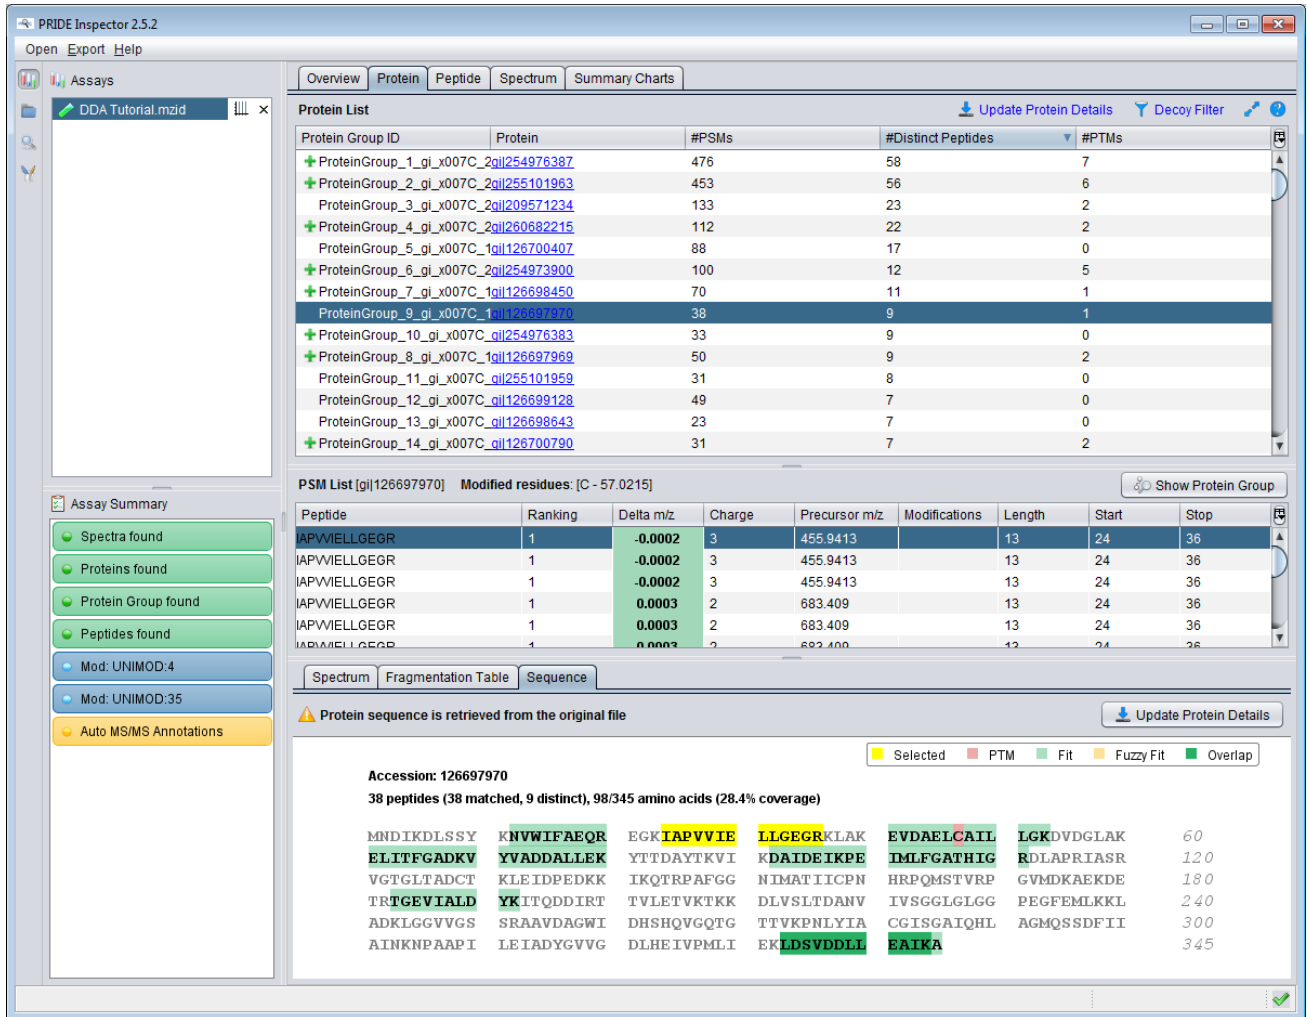 PRIDE Inspector 2.5.2
Open Export Help
Assays
DDA Tutorial.mzid
Overview Protein Peptide Spectrum Summary Charts
Protein List Update Protein Details Decoy Filter
Protein Group ID Protein #PSMs #Distinct Peptides #PTMs
ProteinGroup_1_gi_x007C_2 gi|254976387 476 58 7
ProteinGroup_2_gi_x007C_2 gi|255101963 453 56 6
ProteinGroup_3_gi_x007C_2 gi|209571234 133 23 2
ProteinGroup_4_gi_x007C_2 gi|260682215 112 22 2
ProteinGroup_5_gi_x007C_1 gi|126700407 88 17 0
ProteinGroup_6_gi_x007C_2 gi|254973900 100 12 5
ProteinGroup_7_gi_x007C_1 gi|126698450 70 11 1
ProteinGroup_9_gi_x007C_1 gi|126697970 38 9 1
ProteinGroup_10_gi_x007C_ gi|254976383 33 9 0
ProteinGroup_8_gi_x007C_1 gi|126697969 50 9 2
ProteinGroup_11_gi_x007C_ gi|255101959 31 8 0
ProteinGroup_12_gi_x007C_ gi|126699128 49 7 0
ProteinGroup_13_gi_x007C_ gi|126698643 23 7 0
ProteinGroup_14_gi_x007C_ gi|126700790 31 7 2
PSM List [gi|126697970] Modified residues: [C - 57.0215] Show Protein Group
Peptide Ranking Delta m/z Charge Precursor m/z Modifications Length Start Stop
IAPVVIELLGEGR 1 -0.0002 3 455.9413 13 24 36
IAPVVIELLGEGR 1 -0.0002 3 455.9413 13 24 36
IAPVVIELLGEGR 1 -0.0002 3 455.9413 13 24 36
IAPVVIELLGEGR 1 0.0003 2 683.409 13 24 36
IAPVVIELLGEGR 1 0.0003 2 683.409 13 24 36
IAPVVIELLGEGR 1 0.0003 2 683.409 13 24 36
Assay Summary
Spectra found
Proteins found
Protein Group found
Peptides found
Mod: UNIMOD:4
Mod: UNIMOD:35
Auto MS/MS Annotations
Spectrum Fragmentation Table Sequence
Protein sequence is retrieved from the original file Update Protein Details
Selected PTM Fit Fuzzy Fit Overlap
Accession: 126697970
38 peptides (38 matched, 9 distinct), 98/345 amino acids (28.4% coverage)
MNDIKDLSSY KNVWIFAEQR EGKIAPVVIE LLGEGRKLAK EVDAELCAIL LGKDVDGLAK 60
ELITFGADKV YVADDALLEK YTTDAYTKVI KDAIDEIKPE IMLFGATHIG RDLAPRIASR 120
VGTGLTADCT KLEIDPEDKK IKQTRPAFGG NIMATIICPN HRPQMSTVRP GVMDKAEKDE 180
TRTGEVIALD YKITQDDIRT TVLETVKTKK DLVSLTDANV IVSGGLGLGG PEGFEMLKKL 240
ADKLGGVVGS SRAAVDAGWI DHSHQVGQTG TTVKPNLYIA CGISGAIQHL AGMQSSDFII 300
AINKNPAAPI LEIADYGVVG DLHEIVPMLI EKLDSVDDLL EAIKA 345